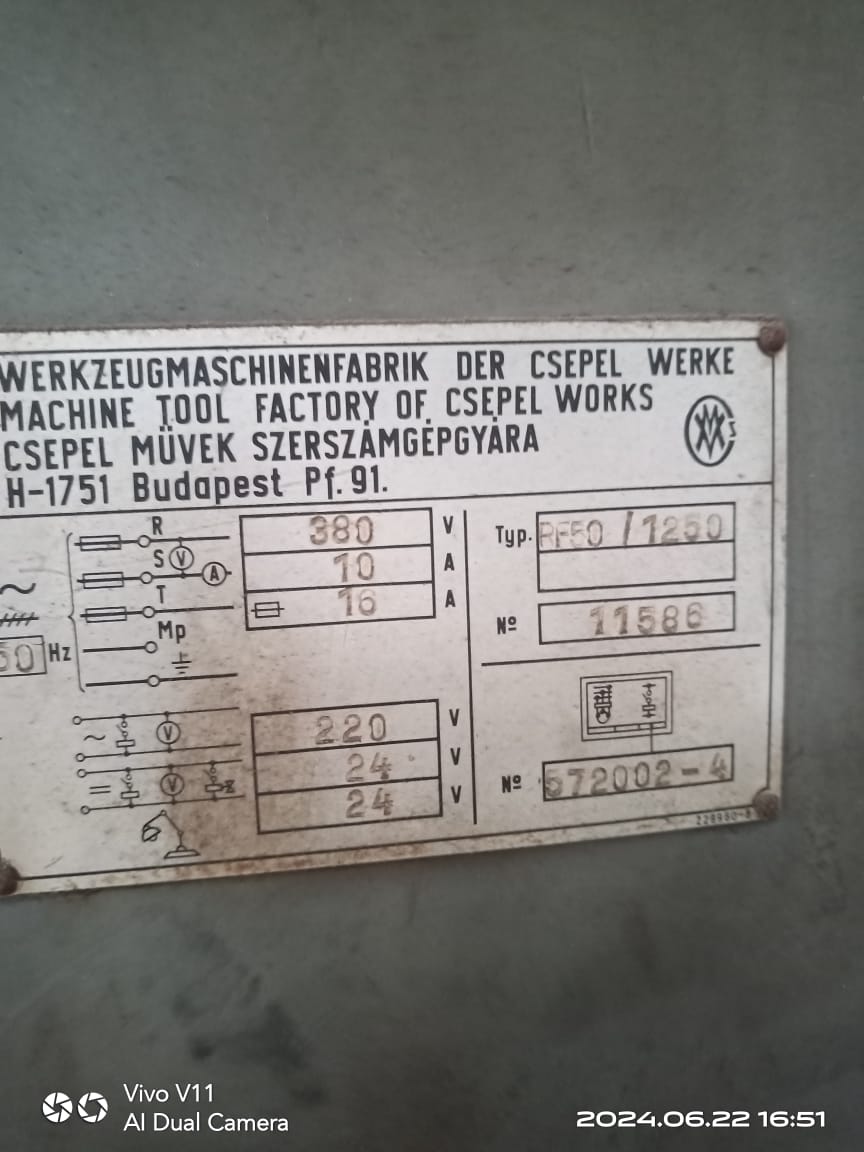 WERKZEUGMASCHINENFABRIK DER CSEPEL WERKE
MACHINE TOOL FACTORY OF CSEPEL WORKS
CSEPEL MŰVEK SZERSZÁMGÉPGYÁRA
H-1751 Budapest Pf. 91.
R
S
T
Mp
V
A
50 Hz
380 V
10 A
16 A
Typ. RF50 / 1250
Nº 11586
V
V
220 V
24 V
24 V
Nº 572002-4
Vivo V11
AI Dual Camera
2024.06.22 16:51